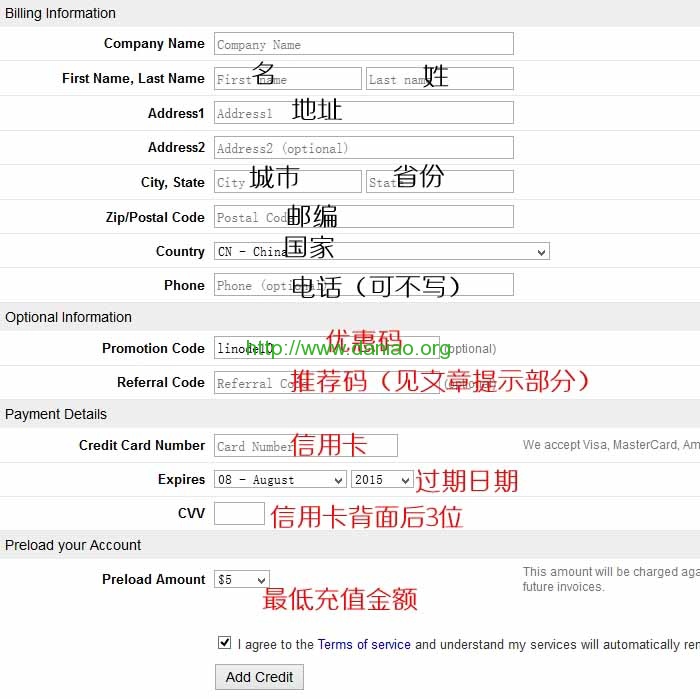 Billing Information
Company Name Company Name
First Name, Last Name First name 名 Last name 姓
Address1 Address1 地址
Address2 Address2 (optional)
City, State City 城市 State 省份
Zip/Postal Code Postal Code 邮编
Country CN - China 国家
Phone Phone (optional) 电话（可不写）
Optional Information
优惠码
Promotion Code linode10 http://www.daniao.org (optional)
Referral Code Referral Code 推荐码（见文章提示部分） (optional)
Payment Details
Credit Card Number Card Number 信用卡 We accept Visa, MasterCard, Am
Expires 08 - August 2015 过期日期
CVV 信用卡背面后3位
Preload your Account
Preload Amount $5 This amount will be charged aga
future invoices.
最低充值金额
I agree to the Terms of service and understand my services will automatically ren
Add Credit